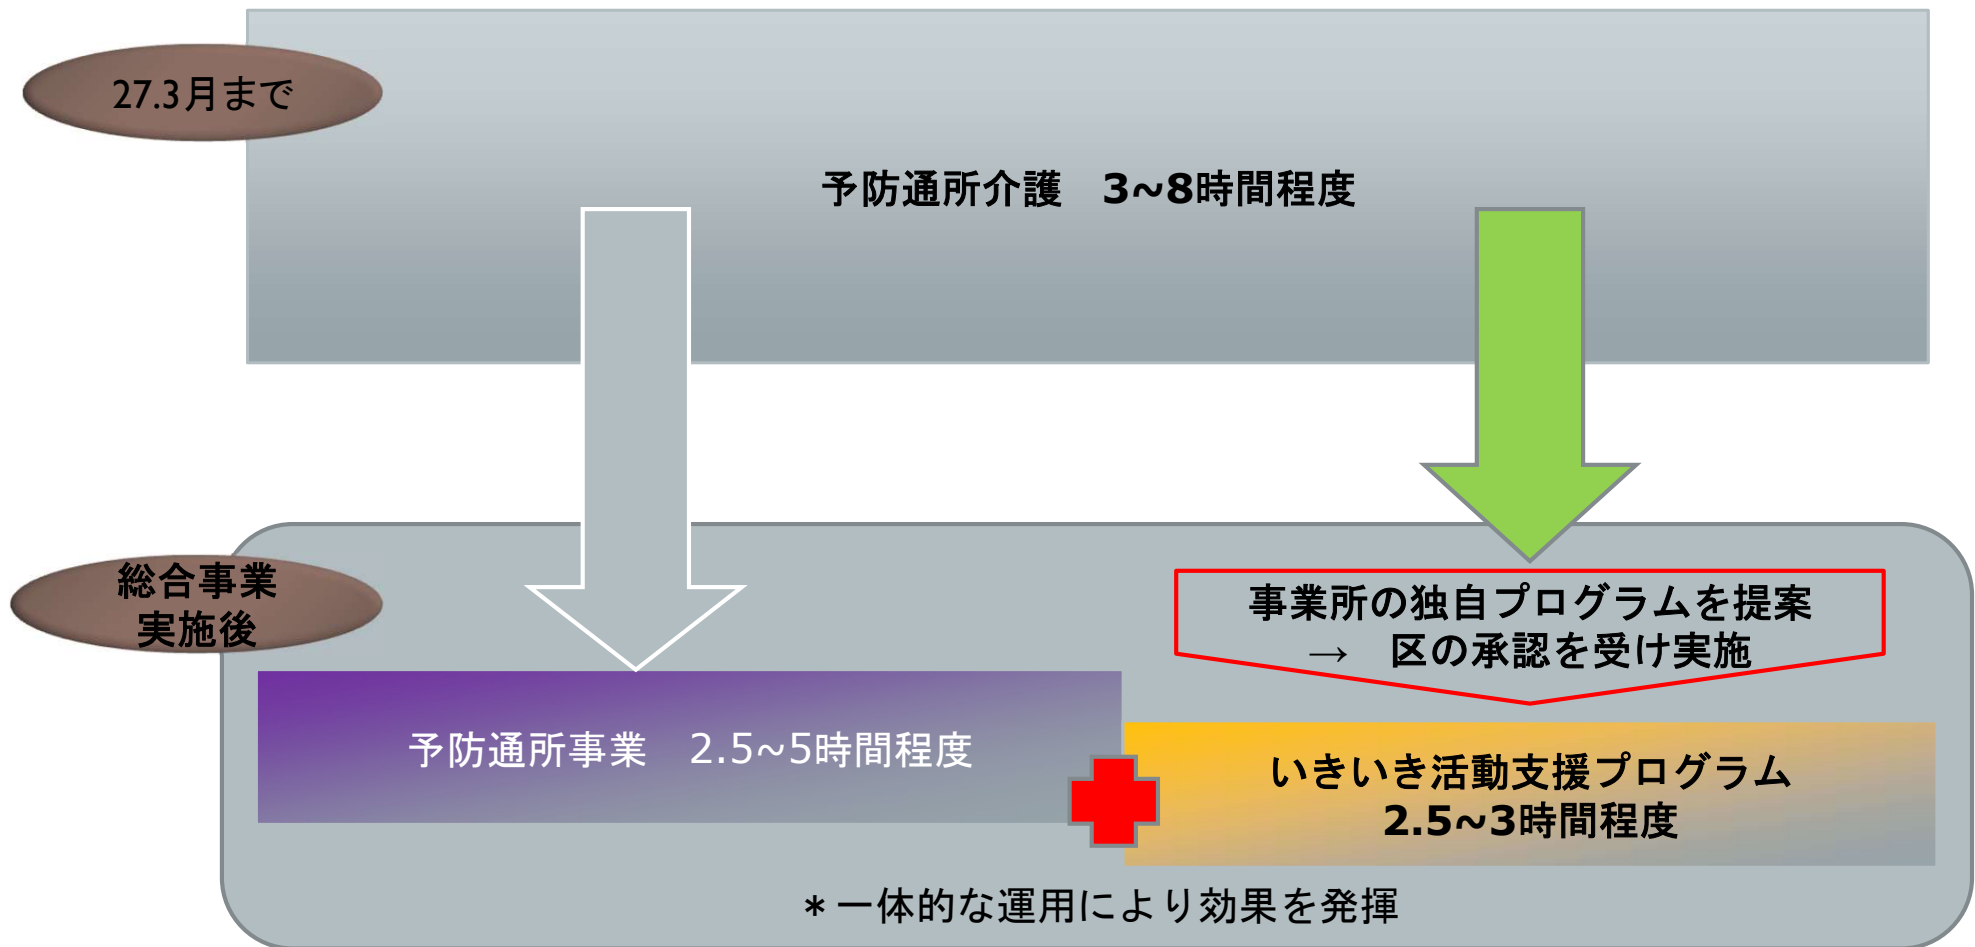 27.3月まで
予防通所介護　3~8時間程度
総合事業
実施後
事業所の独自プログラムを提案
→　区の承認を受け実施
予防通所事業　2.5~5時間程度
いきいき活動支援プログラム
2.5~3時間程度
＊一体的な運用により効果を発揮